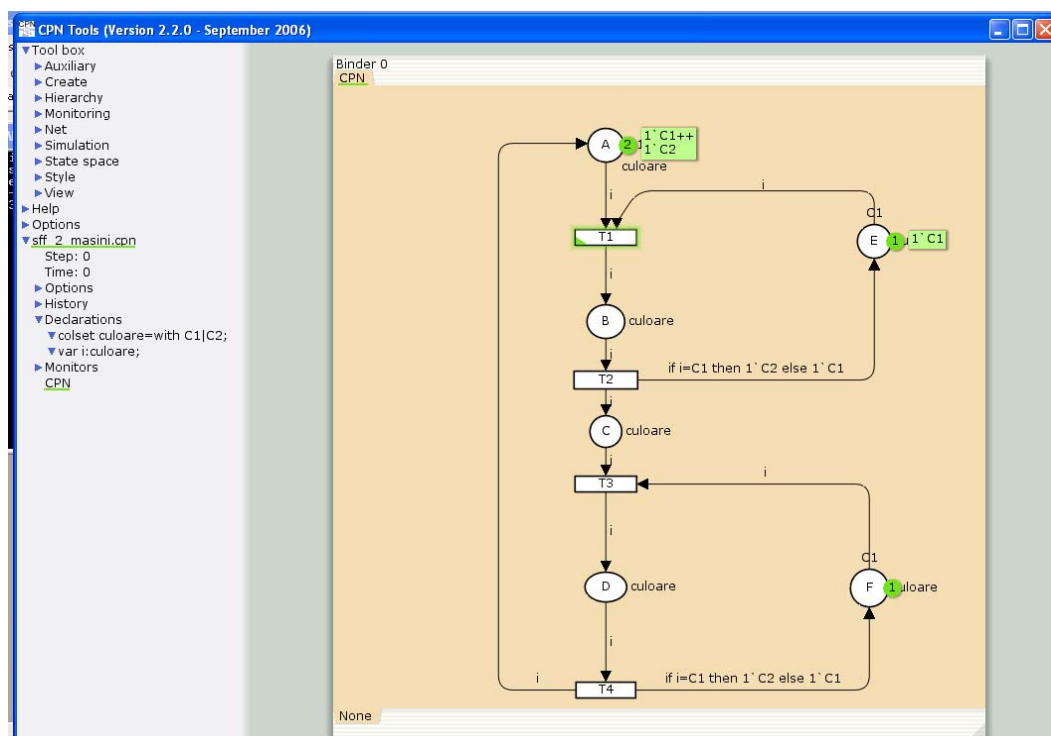 CPN Tools (Version 2.2.0 - September 2006)
Tool box
Auxiliary
Create
Hierarchy
Monitoring
Net
Simulation
State space
Style
View
Help
Options
sff_2_masini.cpn
Step: 0
Time: 0
Options
History
Declarations
colset culoare=with C1|C2;
var i:culoare;
Monitors
CPN
Binder 0
CPN
A
2
1`C1++
1`C2
culoare
i
i
T1
C1
E
1
1`C1
i
B
culoare
i
T2
if i=C1 then 1`C2 else 1`C1
i
C
culoare
i
i
T3
i
C1
D
culoare
F
1
uloare
i
i
T4
if i=C1 then 1`C2 else 1`C1
None